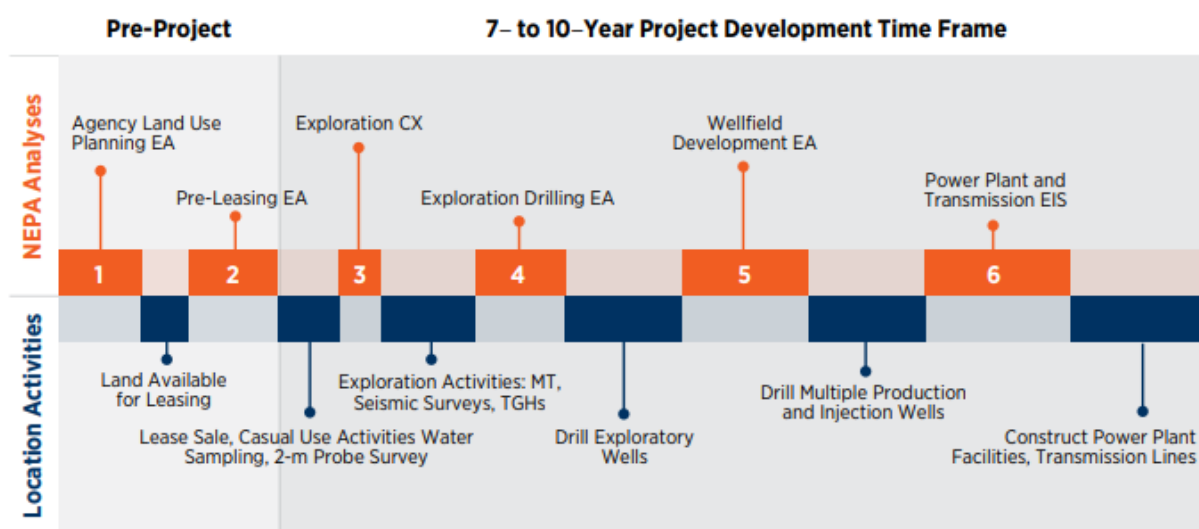 Pre-Project
7– to 10–Year Project Development Time Frame
NEPA Analyses
Agency Land Use
Planning EA
Pre-Leasing EA
Exploration CX
Exploration Drilling EA
Wellfield
Development EA
Power Plant and
Transmission EIS
1
2
3
4
5
6
Location Activities
Land Available
for Leasing
Lease Sale, Casual Use Activities Water
Sampling, 2-m Probe Survey
Exploration Activities: MT,
Seismic Surveys, TGHs
Drill Exploratory
Wells
Drill Multiple Production
and Injection Wells
Construct Power Plant
Facilities, Transmission Lines